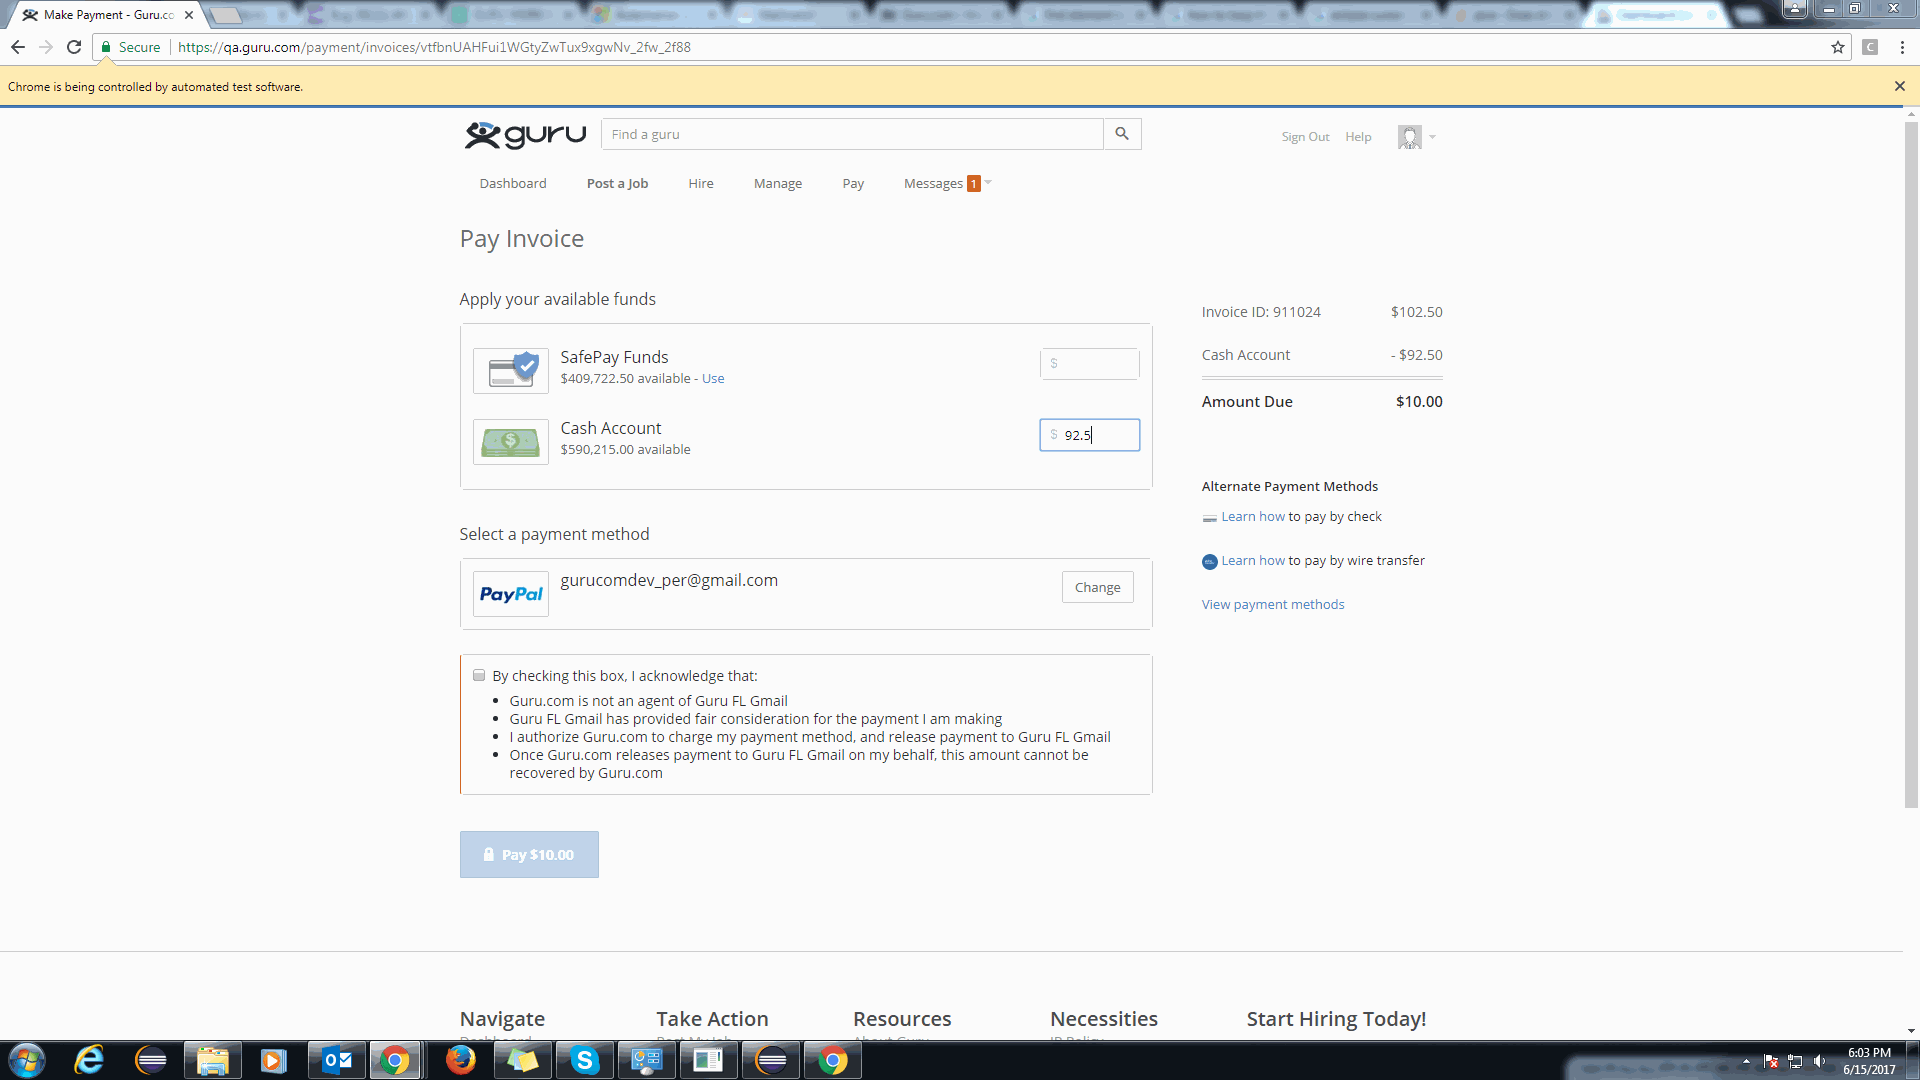 Make Payment - Guru.co
Secure https://qa.guru.com/payment/invoices/vtfbnUAHFui1WGtyZwTux9xgwNv_2fw_2f88
Chrome is being controlled by automated test software.
guru
Find a guru
Sign Out Help
Dashboard Post a Job Hire Manage Pay Messages 1
Pay Invoice
Apply your available funds
SafePay Funds
$409,722.50 available - Use
$
Cash Account
$590,215.00 available
$ 92.5
Invoice ID: 911024 $102.50
Cash Account - $92.50
Amount Due $10.00
Alternate Payment Methods
Learn how to pay by check
Learn how to pay by wire transfer
View payment methods
Select a payment method
PayPal
gurucomdev_per@gmail.com
Change
By checking this box, I acknowledge that:
• Guru.com is not an agent of Guru FL Gmail
• Guru FL Gmail has provided fair consideration for the payment I am making
• I authorize Guru.com to charge my payment method, and release payment to Guru FL Gmail
• Once Guru.com releases payment to Guru FL Gmail on my behalf, this amount cannot be
recovered by Guru.com
Pay $10.00
Navigate Take Action Resources Necessities Start Hiring Today!
6:03 PM
6/15/2017